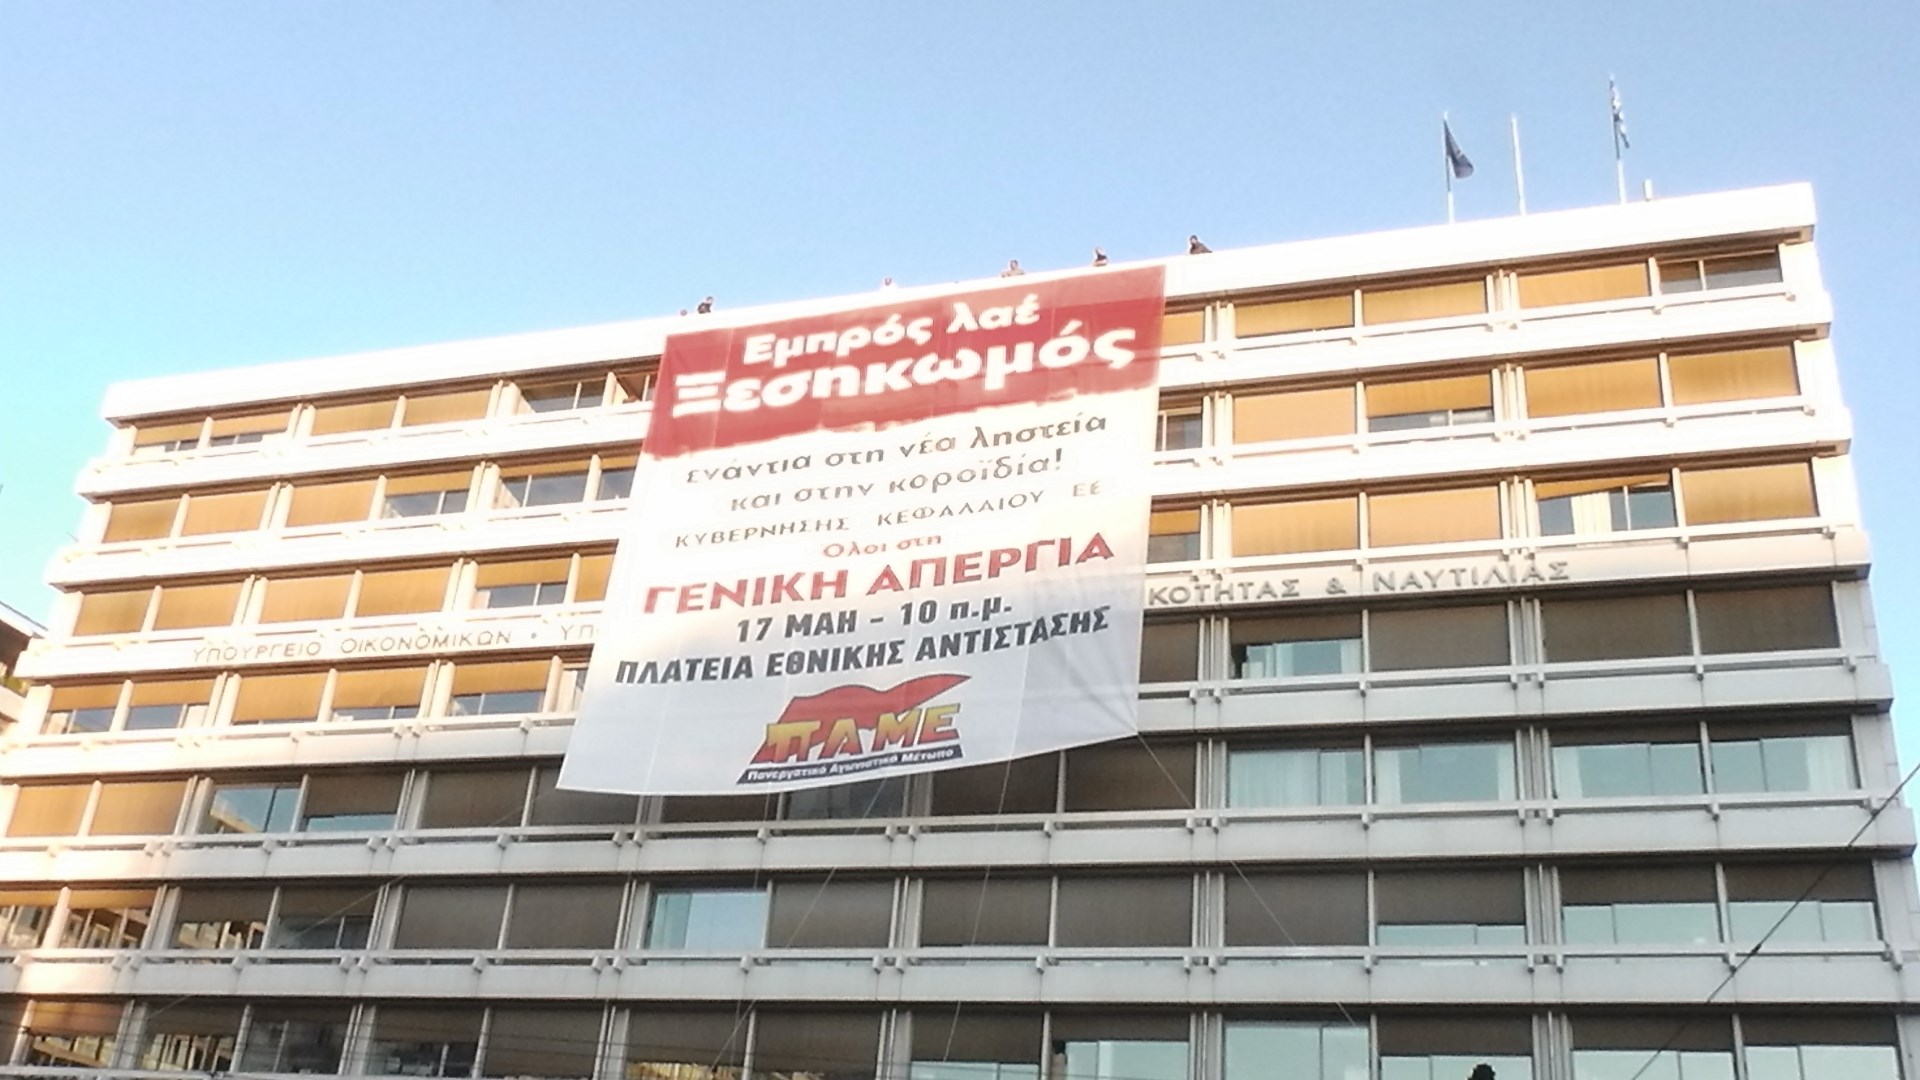 Εμπρός λαέ
Ξεσηκωμός
ενάντια στη νέα ληστεία
και στην κοροϊδία!
ΚΥΒΕΡΝΗΣΗΣ ΚΕΦΑΛΑΙΟΥ ΕΕ
Όλοι στη
ΓΕΝΙΚΗ ΑΠΕΡΓΙΑ
17 ΜΑΗ - 10 π.μ.
ΠΛΑΤΕΙΑ ΕΘΝΙΚΗΣ ΑΝΤΙΣΤΑΣΗΣ
ΠΑΜΕ
Πανεργατικό Αγωνιστικό Μέτωπο
ΥΠΟΥΡΓΕΙΟ ΟΙΚΟΝΟΜΙΚΩΝ • ΥΠ ΚΟΤΗΤΑΣ & ΝΑΥΤΙΛΙΑΣ